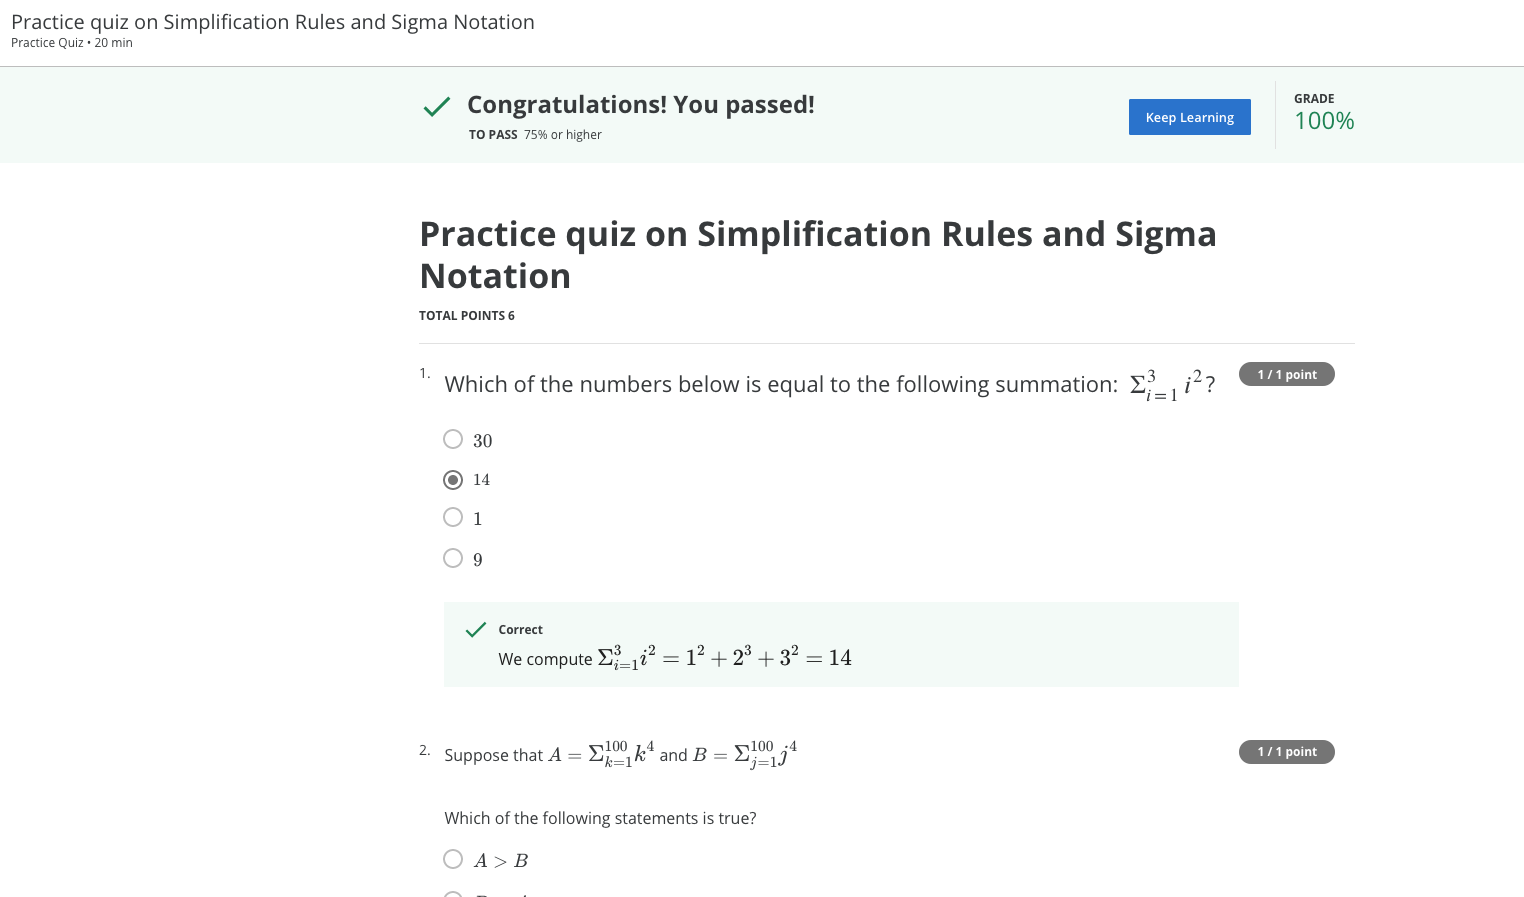 Practice quiz on Simplification Rules and Sigma Notation
Practice Quiz • 20 min
Congratulations! You passed!
TO PASS 75% or higher
Keep Learning
GRADE
100%
Practice quiz on Simplification Rules and Sigma
Notation
TOTAL POINTS 6
1. Which of the numbers below is equal to the following summation: $\Sigma_{i=1}^{3} i^2$?
1 / 1 point
30
14
1
9
Correct
We compute $\Sigma_{i=1}^{3} i^2 = 1^2 + 2^3 + 3^2 = 14$
2. Suppose that $A = \Sigma_{k=1}^{100} k^4$ and $B = \Sigma_{j=1}^{100} j^4$
1 / 1 point
Which of the following statements is true?
$A > B$